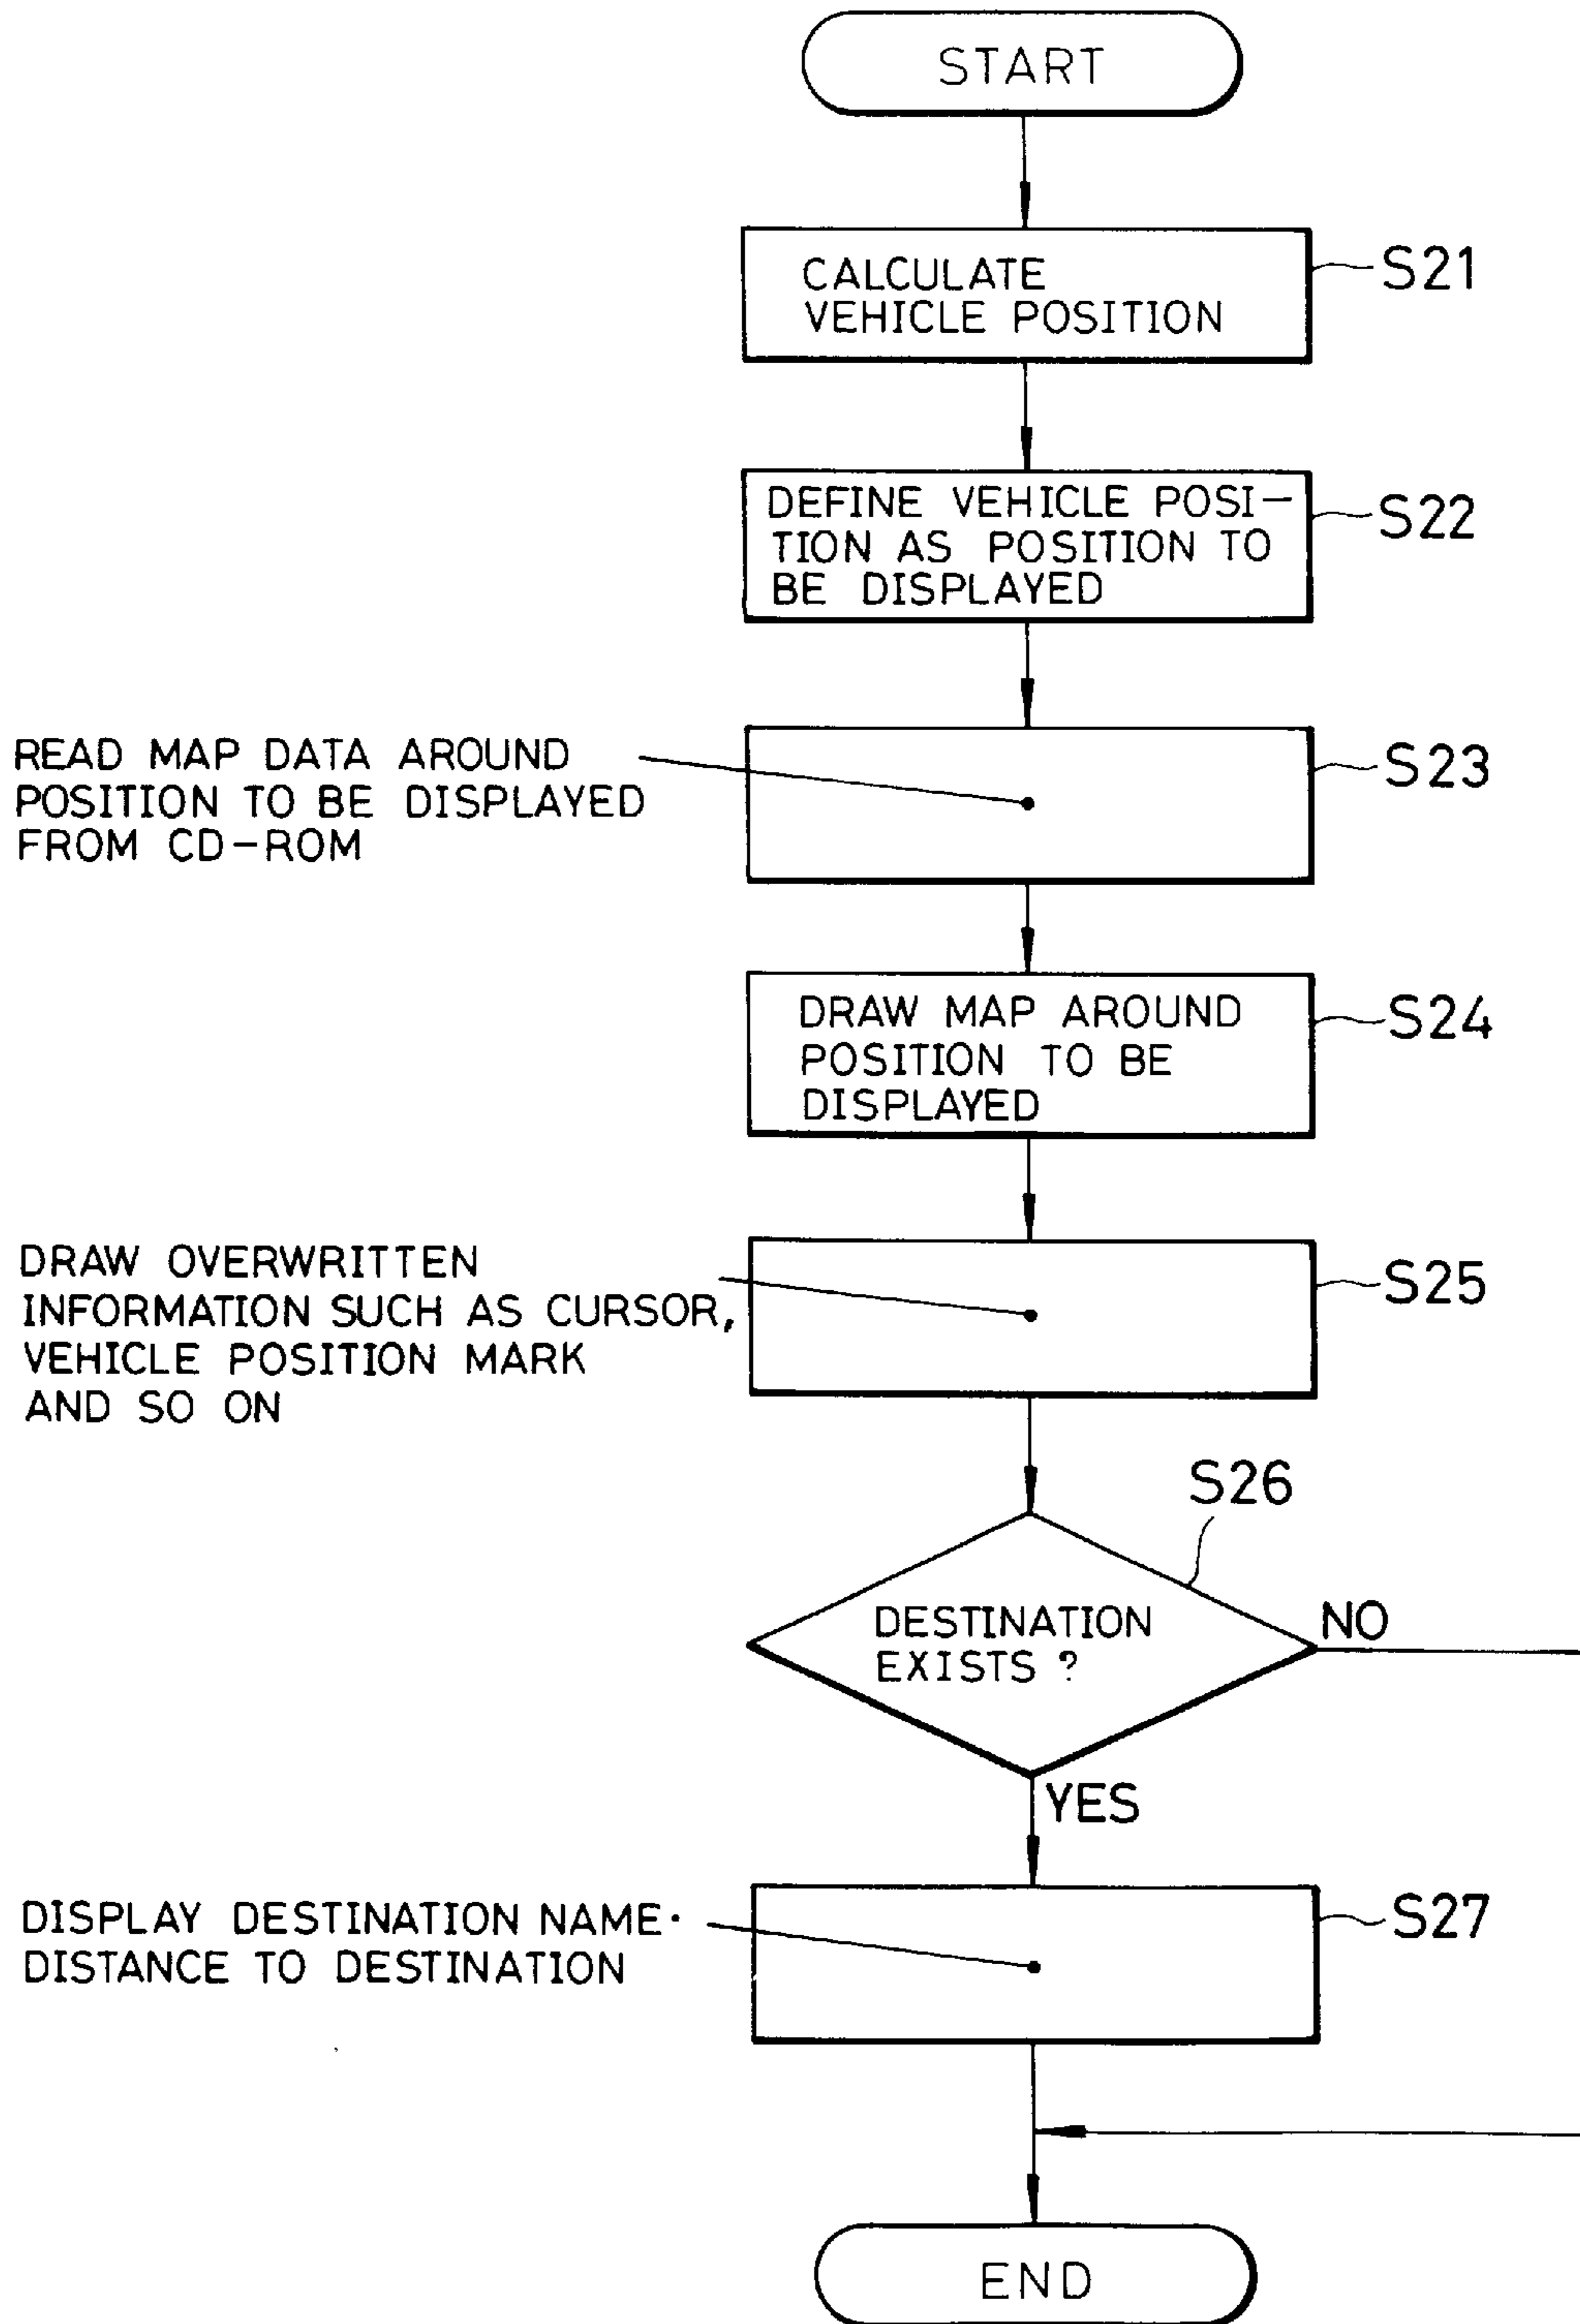 START
CALCULATE
VEHICLE POSITION
S21
DEFINE VEHICLE POSI-
TION AS POSITION TO
BE DISPLAYED
S22
READ MAP DATA AROUND
POSITION TO BE DISPLAYED
FROM CD-ROM
S23
DRAW MAP AROUND
POSITION TO BE
DISPLAYED
S24
DRAW OVERWRITTEN
INFORMATION SUCH AS CURSOR,
VEHICLE POSITION MARK
AND SO ON
S25
S26
DESTINATION
EXISTS ?
NO
YES
DISPLAY DESTINATION NAME·
DISTANCE TO DESTINATION
S27
END